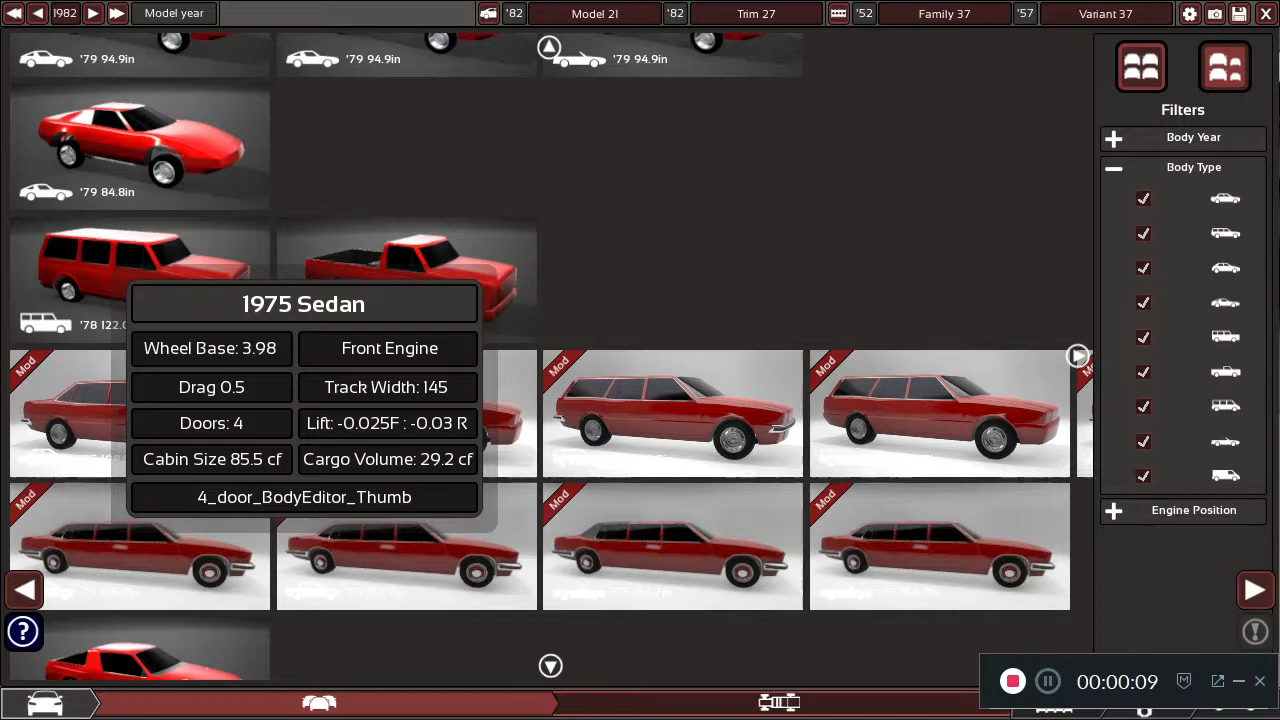 1982
Model year
'82
Model 21
'82
Trim 27
'52
Family 37
'57
Variant 37
'79 94.9in
'79 94.9in
'79 94.9in
Filters
Body Year
Body Type
'79 84.8in
'78 122.0
1975 Sedan
Wheel Base: 3.98
Front Engine
Drag 0.5
Track Width: 145
Doors: 4
Lift: -0.025F : -0.03 R
Cabin Size 85.5 cf
Cargo Volume: 29.2 cf
4_door_BodyEditor_Thumb
Mod
Mod
Mod
Mod
Mod
Mod
Engine Position
?
00:00:09